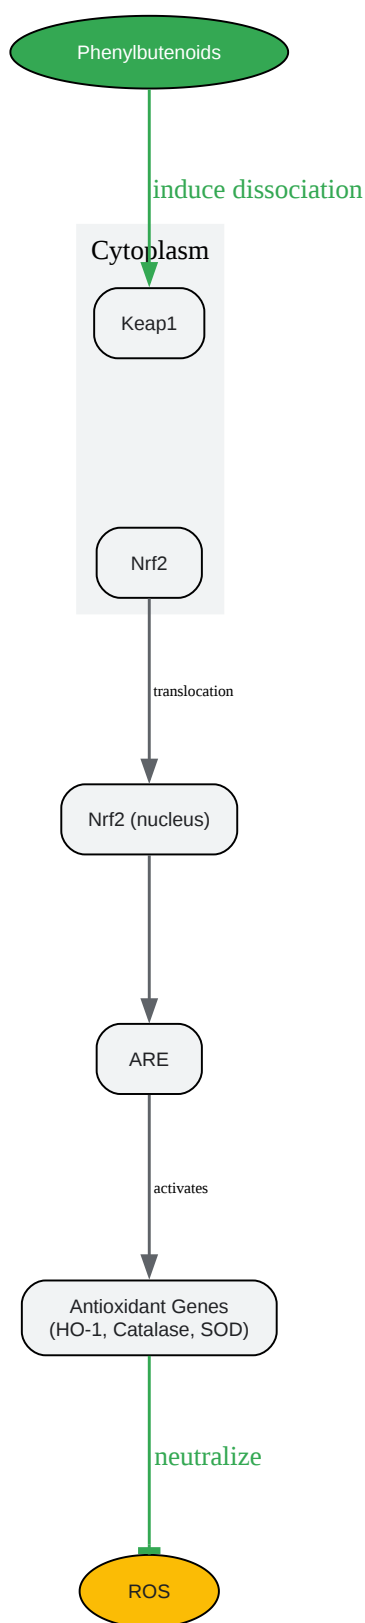 Phenylbutenoids
induce dissociation
Cytoplasm
Keap1
Nrf2
translocation
Nrf2 (nucleus)
ARE
activates
Antioxidant Genes
(HO-1, Catalase, SOD)
neutralize
ROS